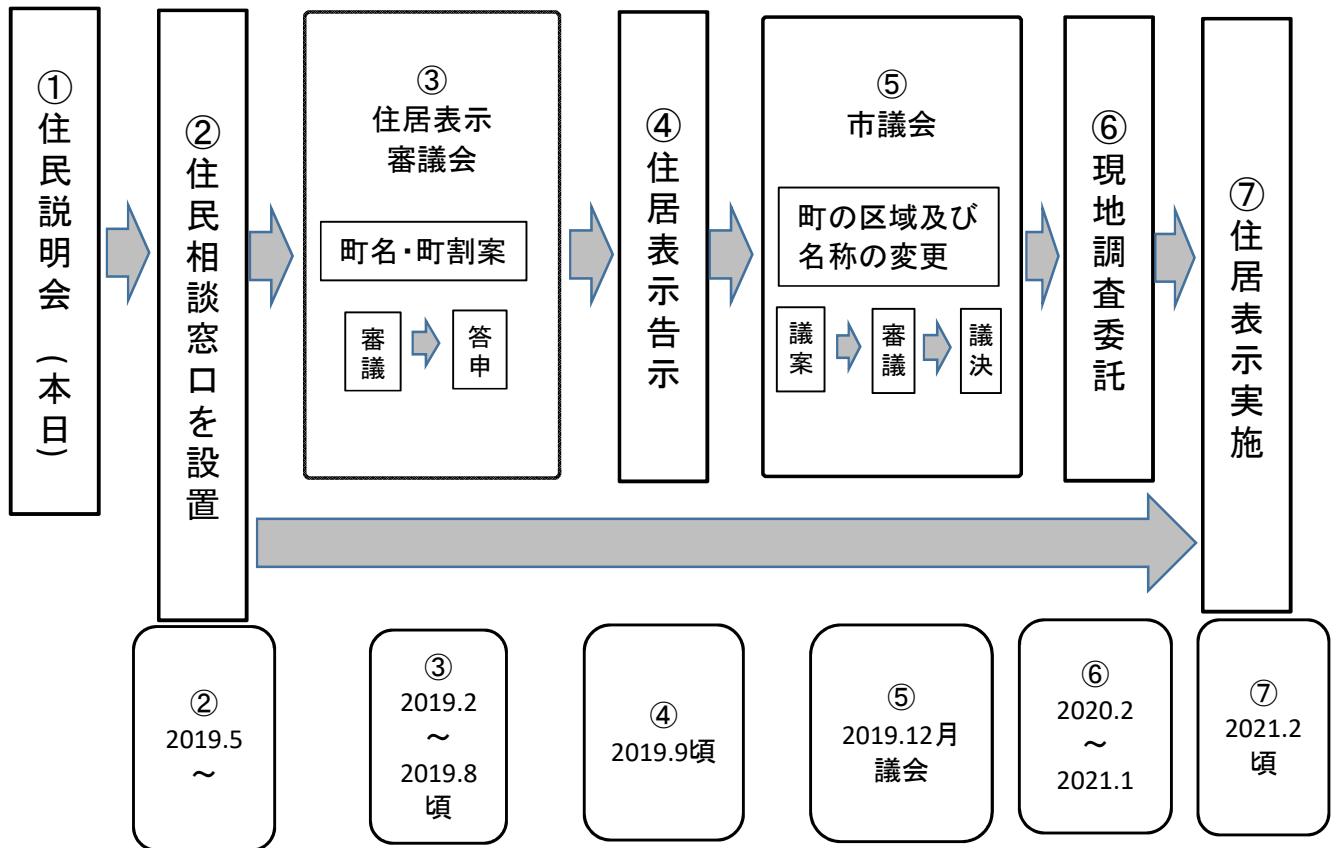 ①住民説明会（本日）
②住民相談窓口を設置
③
住居表示
審議会
町名・町割案
審議
答申
④住居表示告示
⑤
市議会
町の区域及び
名称の変更
議案
審議
議決
⑥現地調査委託
⑦住居表示実施
②
2019.5
～
③
2019.2
～
2019.8
頃
④
2019.9頃
⑤
2019.12月
議会
⑥
2020.2
～
2021.1
⑦
2021.2
頃